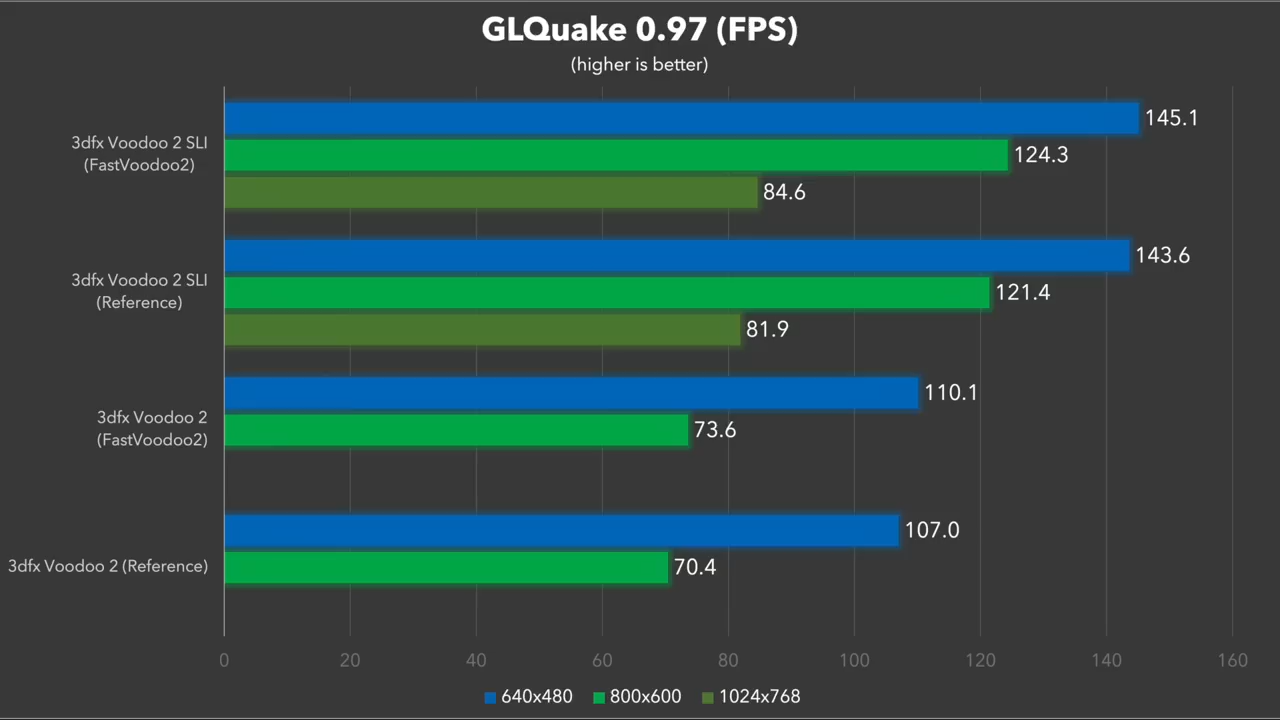 GLQuake 0.97 (FPS)
(higher is better)
3dfx Voodoo 2 SLI
(FastVoodoo2)
145.1
124.3
84.6
3dfx Voodoo 2 SLI
(Reference)
143.6
121.4
81.9
3dfx Voodoo 2
(FastVoodoo2)
110.1
73.6
3dfx Voodoo 2 (Reference)
107.0
70.4
0 20 40 60 80 100 120 140 160
640x480 800x600 1024x768